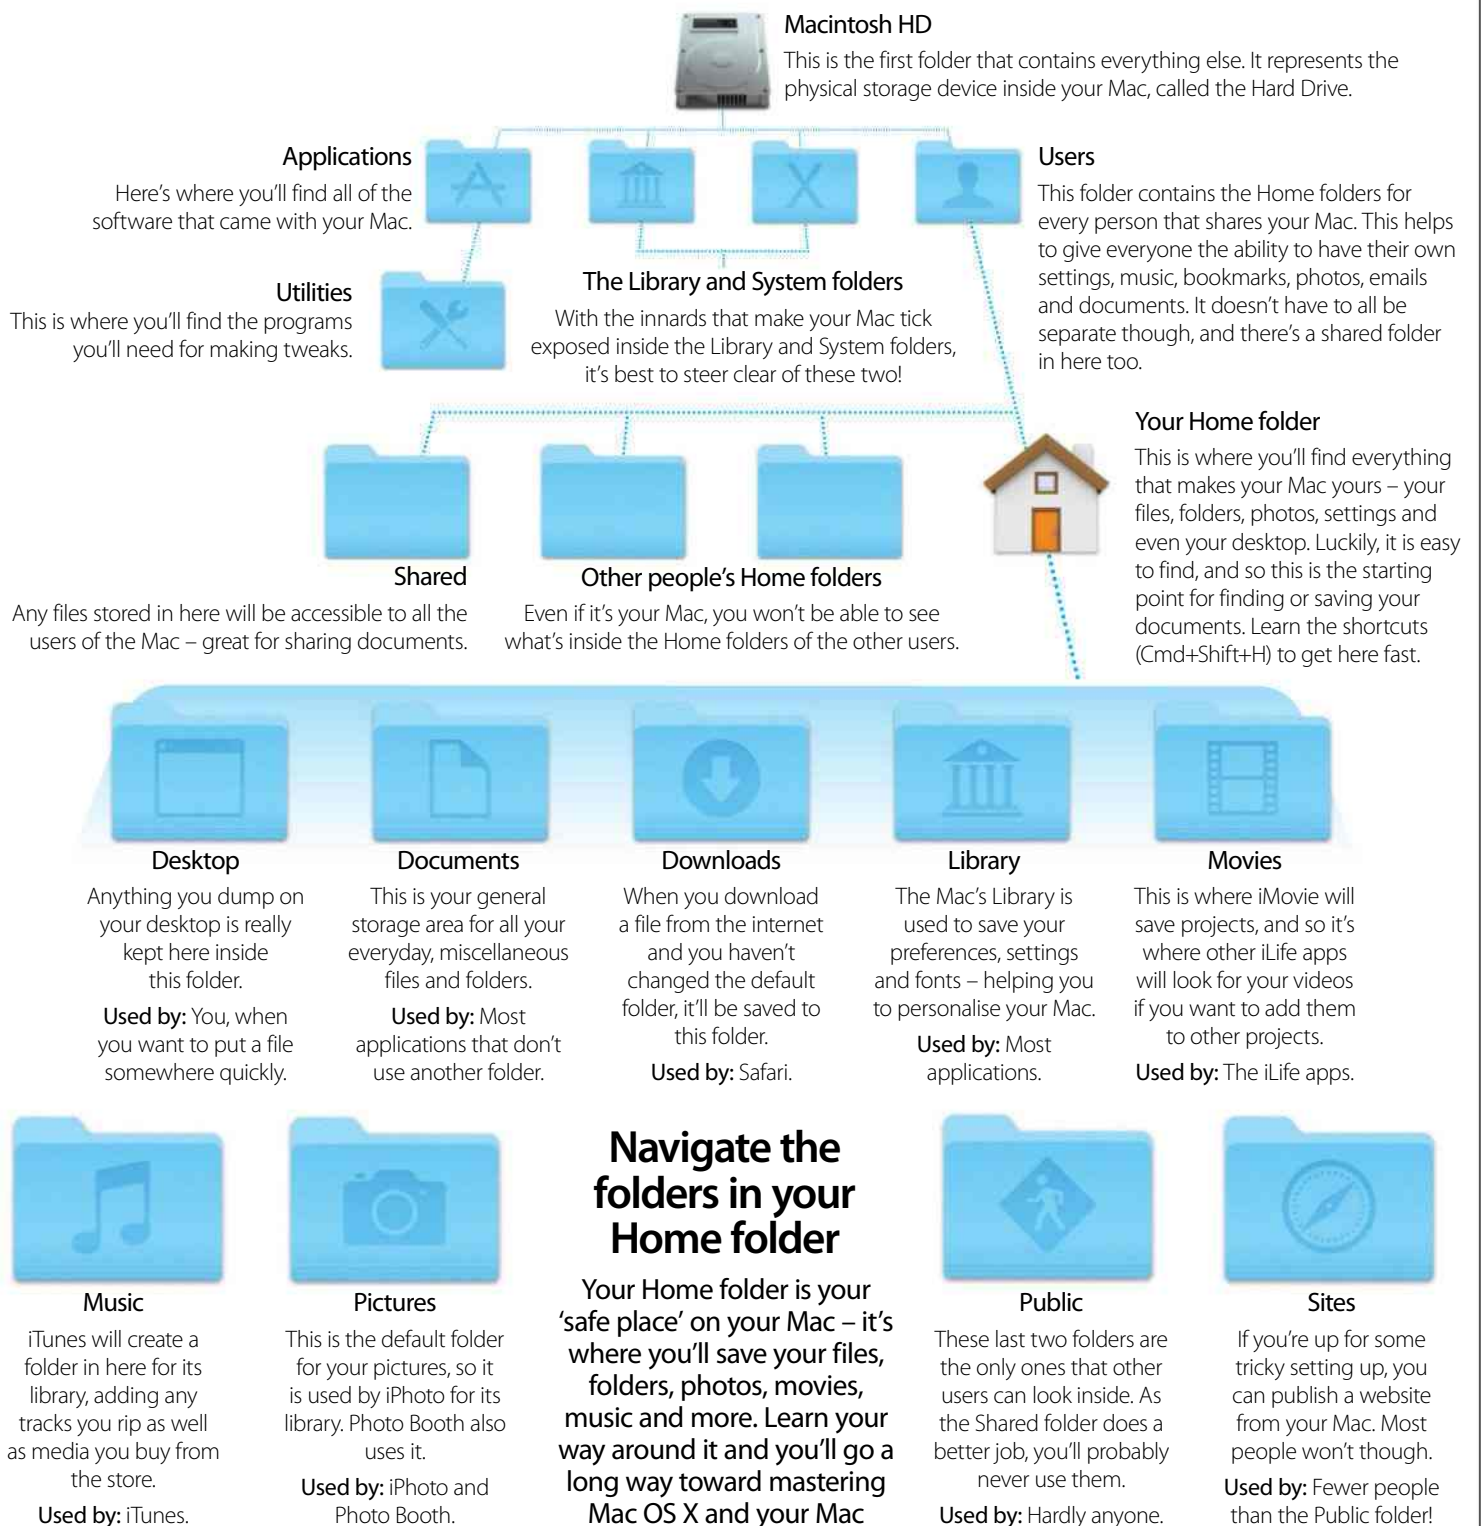 Macintosh HD
This is the first folder that contains everything else. It represents the
physical storage device inside your Mac, called the Hard Drive.
Applications
Here’s where you’ll find all of the
software that came with your Mac.
Utilities
This is where you’ll find the programs
you’ll need for making tweaks.
The Library and System folders
With the innards that make your Mac tick
exposed inside the Library and System folders,
it’s best to steer clear of these two!
Users
This folder contains the Home folders for
every person that shares your Mac. This helps
to give everyone the ability to have their own
settings, music, bookmarks, photos, emails
and documents. It doesn’t have to all be
separate though, and there’s a shared folder
in here too.
Shared
Any files stored in here will be accessible to all the
users of the Mac – great for sharing documents.
Other people’s Home folders
Even if it’s your Mac, you won’t be able to see
what’s inside the Home folders of the other users.
Your Home folder
This is where you’ll find everything
that makes your Mac yours – your
files, folders, photos, settings and
even your desktop. Luckily, it is easy
to find, and so this is the starting
point for finding or saving your
documents. Learn the shortcuts
(Cmd+Shift+H) to get here fast.
Desktop
Anything you dump on
your desktop is really
kept here inside
this folder.
Used by: You, when
you want to put a file
somewhere quickly.
Documents
This is your general
storage area for all your
everyday, miscellaneous
files and folders.
Used by: Most
applications that don’t
use another folder.
Downloads
When you download
a file from the internet
and you haven’t
changed the default
folder, it’ll be saved to
this folder.
Used by: Safari.
Library
The Mac’s Library is
used to save your
preferences, settings
and fonts – helping you
to personalise your Mac.
Used by: Most
applications.
Movies
This is where iMovie will
save projects, and so it’s
where other iLife apps
will look for your videos
if you want to add them
to other projects.
Used by: The iLife apps.
Music
iTunes will create a
folder in here for its
library, adding any
tracks you rip as well
as media you buy from
the store.
Used by: iTunes.
Pictures
This is the default folder
for your pictures, so it
is used by iPhoto for its
library. Photo Booth also
uses it.
Used by: iPhoto and
Photo Booth.
Navigate the
folders in your
Home folder
Your Home folder is your
‘safe place’ on your Mac – it’s
where you’ll save your files,
folders, photos, movies,
music and more. Learn your
way around it and you’ll go a
long way toward mastering
Mac OS X and your Mac
Public
These last two folders are
the only ones that other
users can look inside. As
the Shared folder does a
better job, you’ll probably
never use them.
Used by: Hardly anyone.
Sites
If you’re up for some
tricky setting up, you
can publish a website
from your Mac. Most
people won’t though.
Used by: Fewer people
than the Public folder!